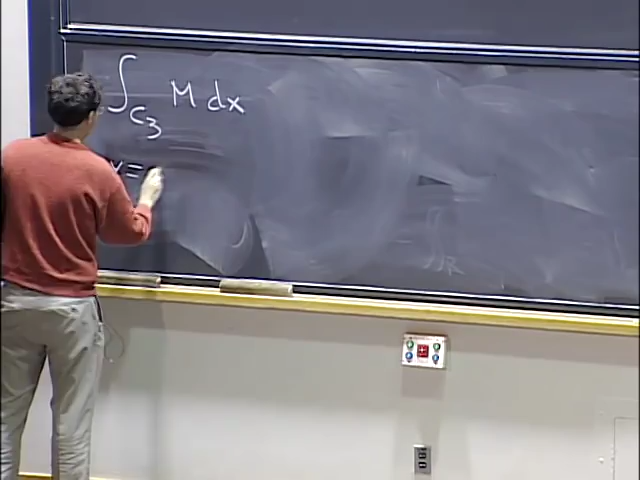 ∫_{C₃} M dx
y =